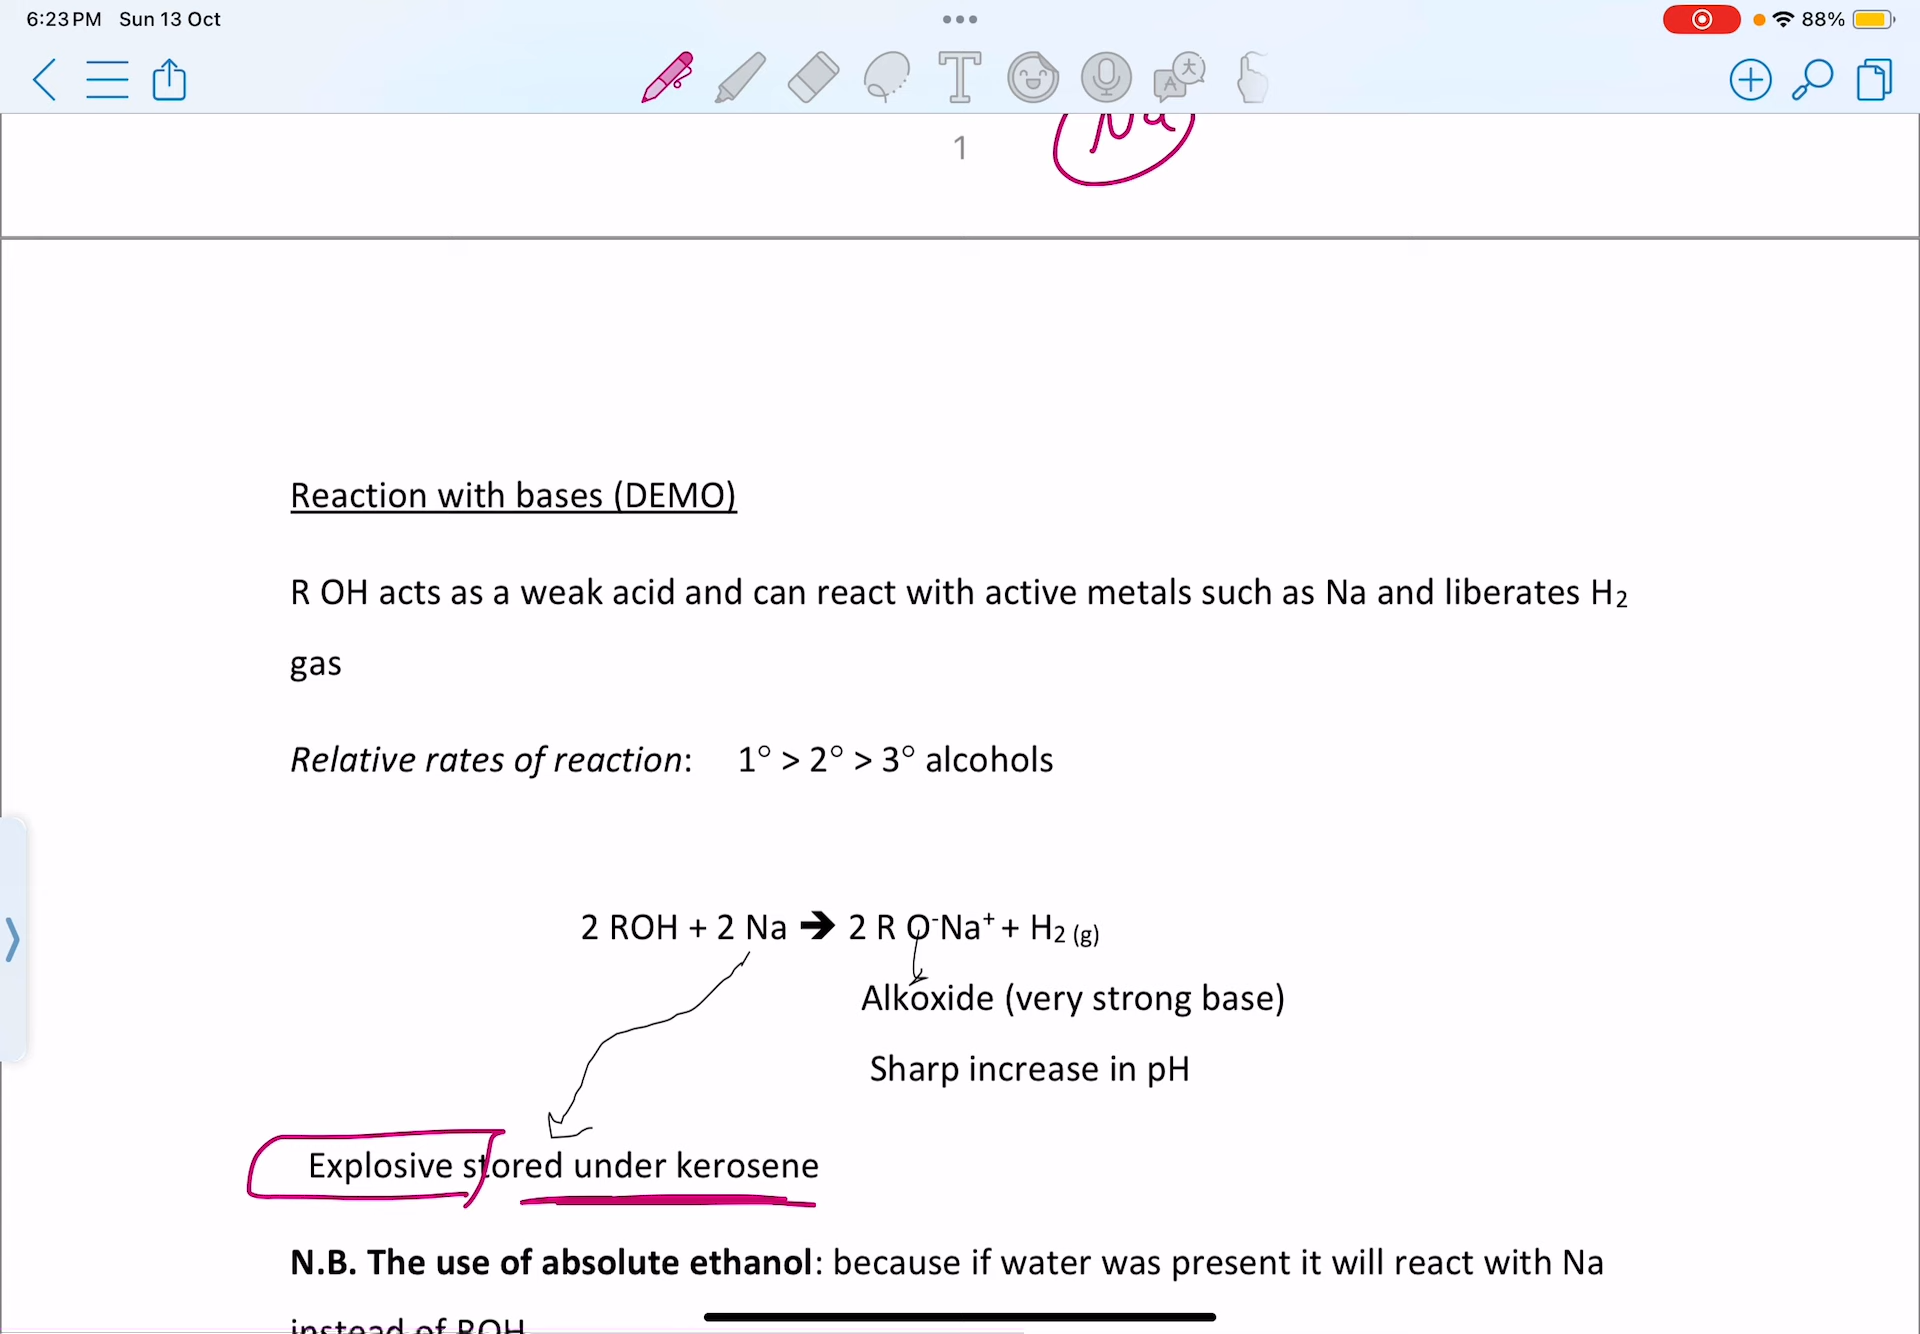 6:23 PM Sun 13 Oct
88%
Na
1
Reaction with bases (DEMO)
R OH acts as a weak acid and can react with active metals such as Na and liberates H₂
gas
Relative rates of reaction: 1° > 2° > 3° alcohols
2 ROH + 2 Na ➔ 2 R O⁻Na⁺ + H₂ (g)
Alkoxide (very strong base)
Sharp increase in pH
Explosive stored under kerosene
N.B. The use of absolute ethanol: because if water was present it will react with Na
instead of ROH